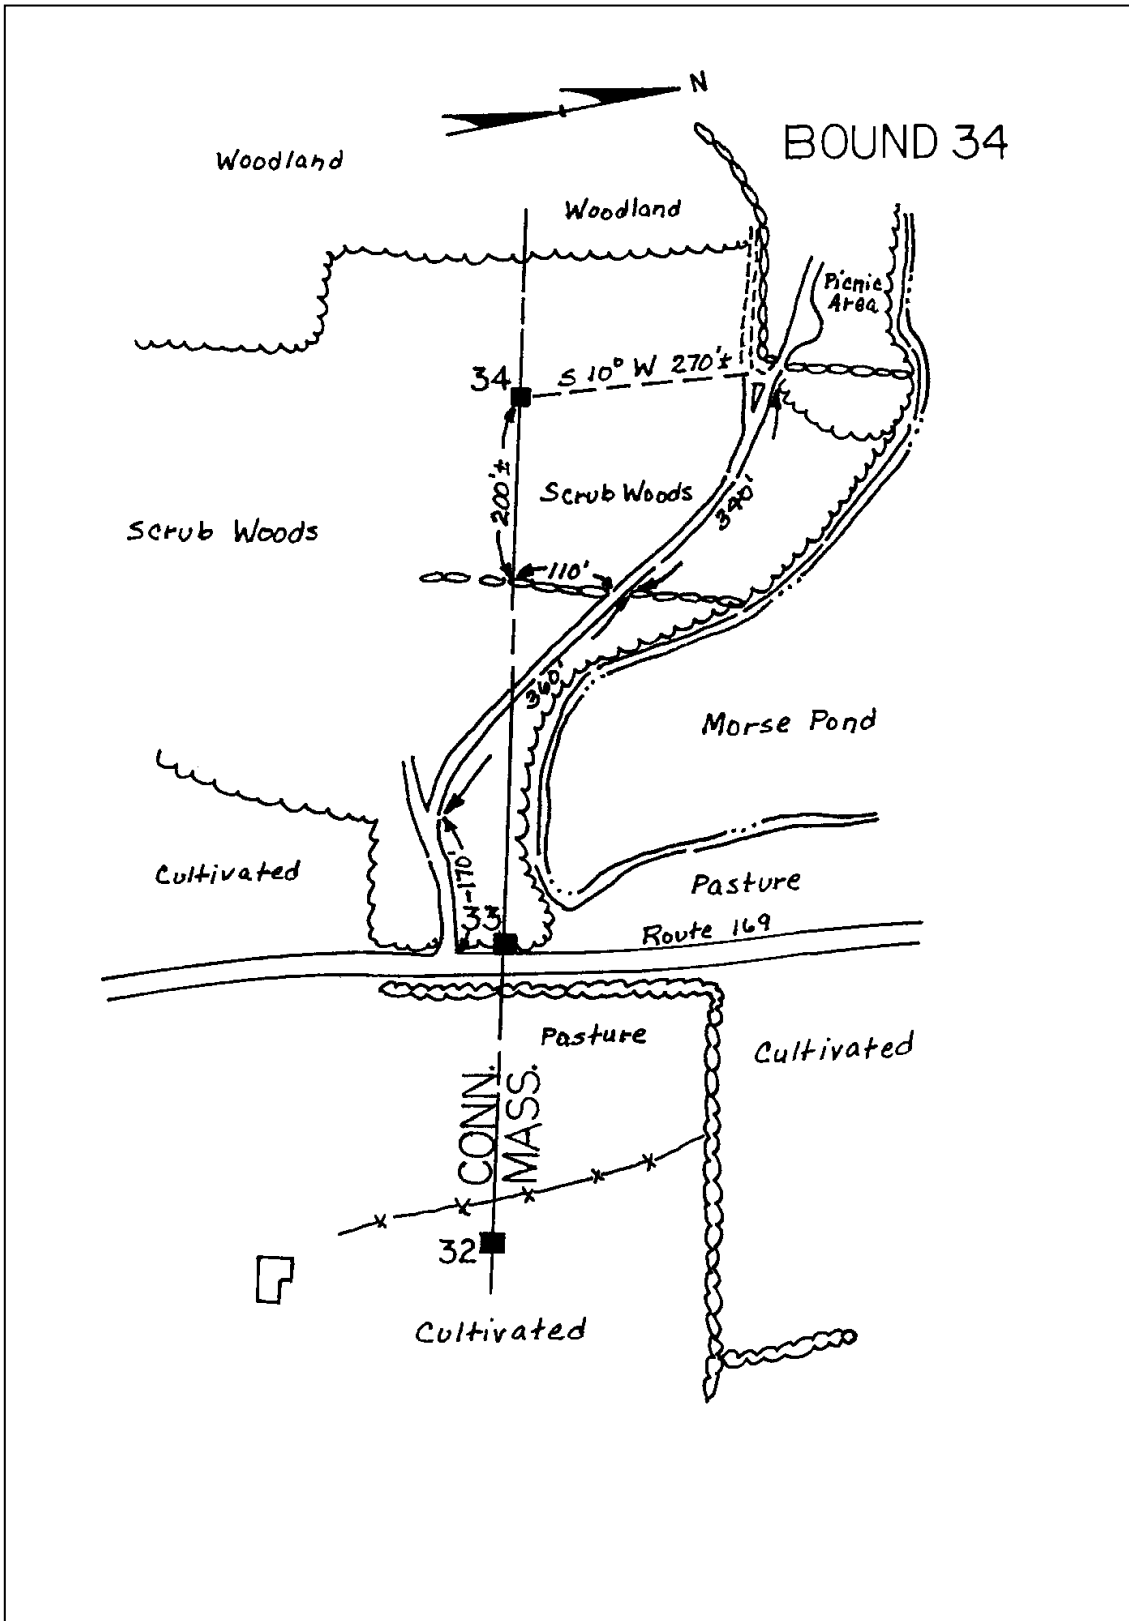 N
BOUND 34
Woodland
Woodland
Picnic
Area
S 10° W 270'±
34
200'±
Scrub Woods
340'
Scrub Woods
110'
360'
Morse Pond
170'
Cultivated
Pasture
33
Route 169
Pasture
Cultivated
CONN.
MASS.
32
Cultivated